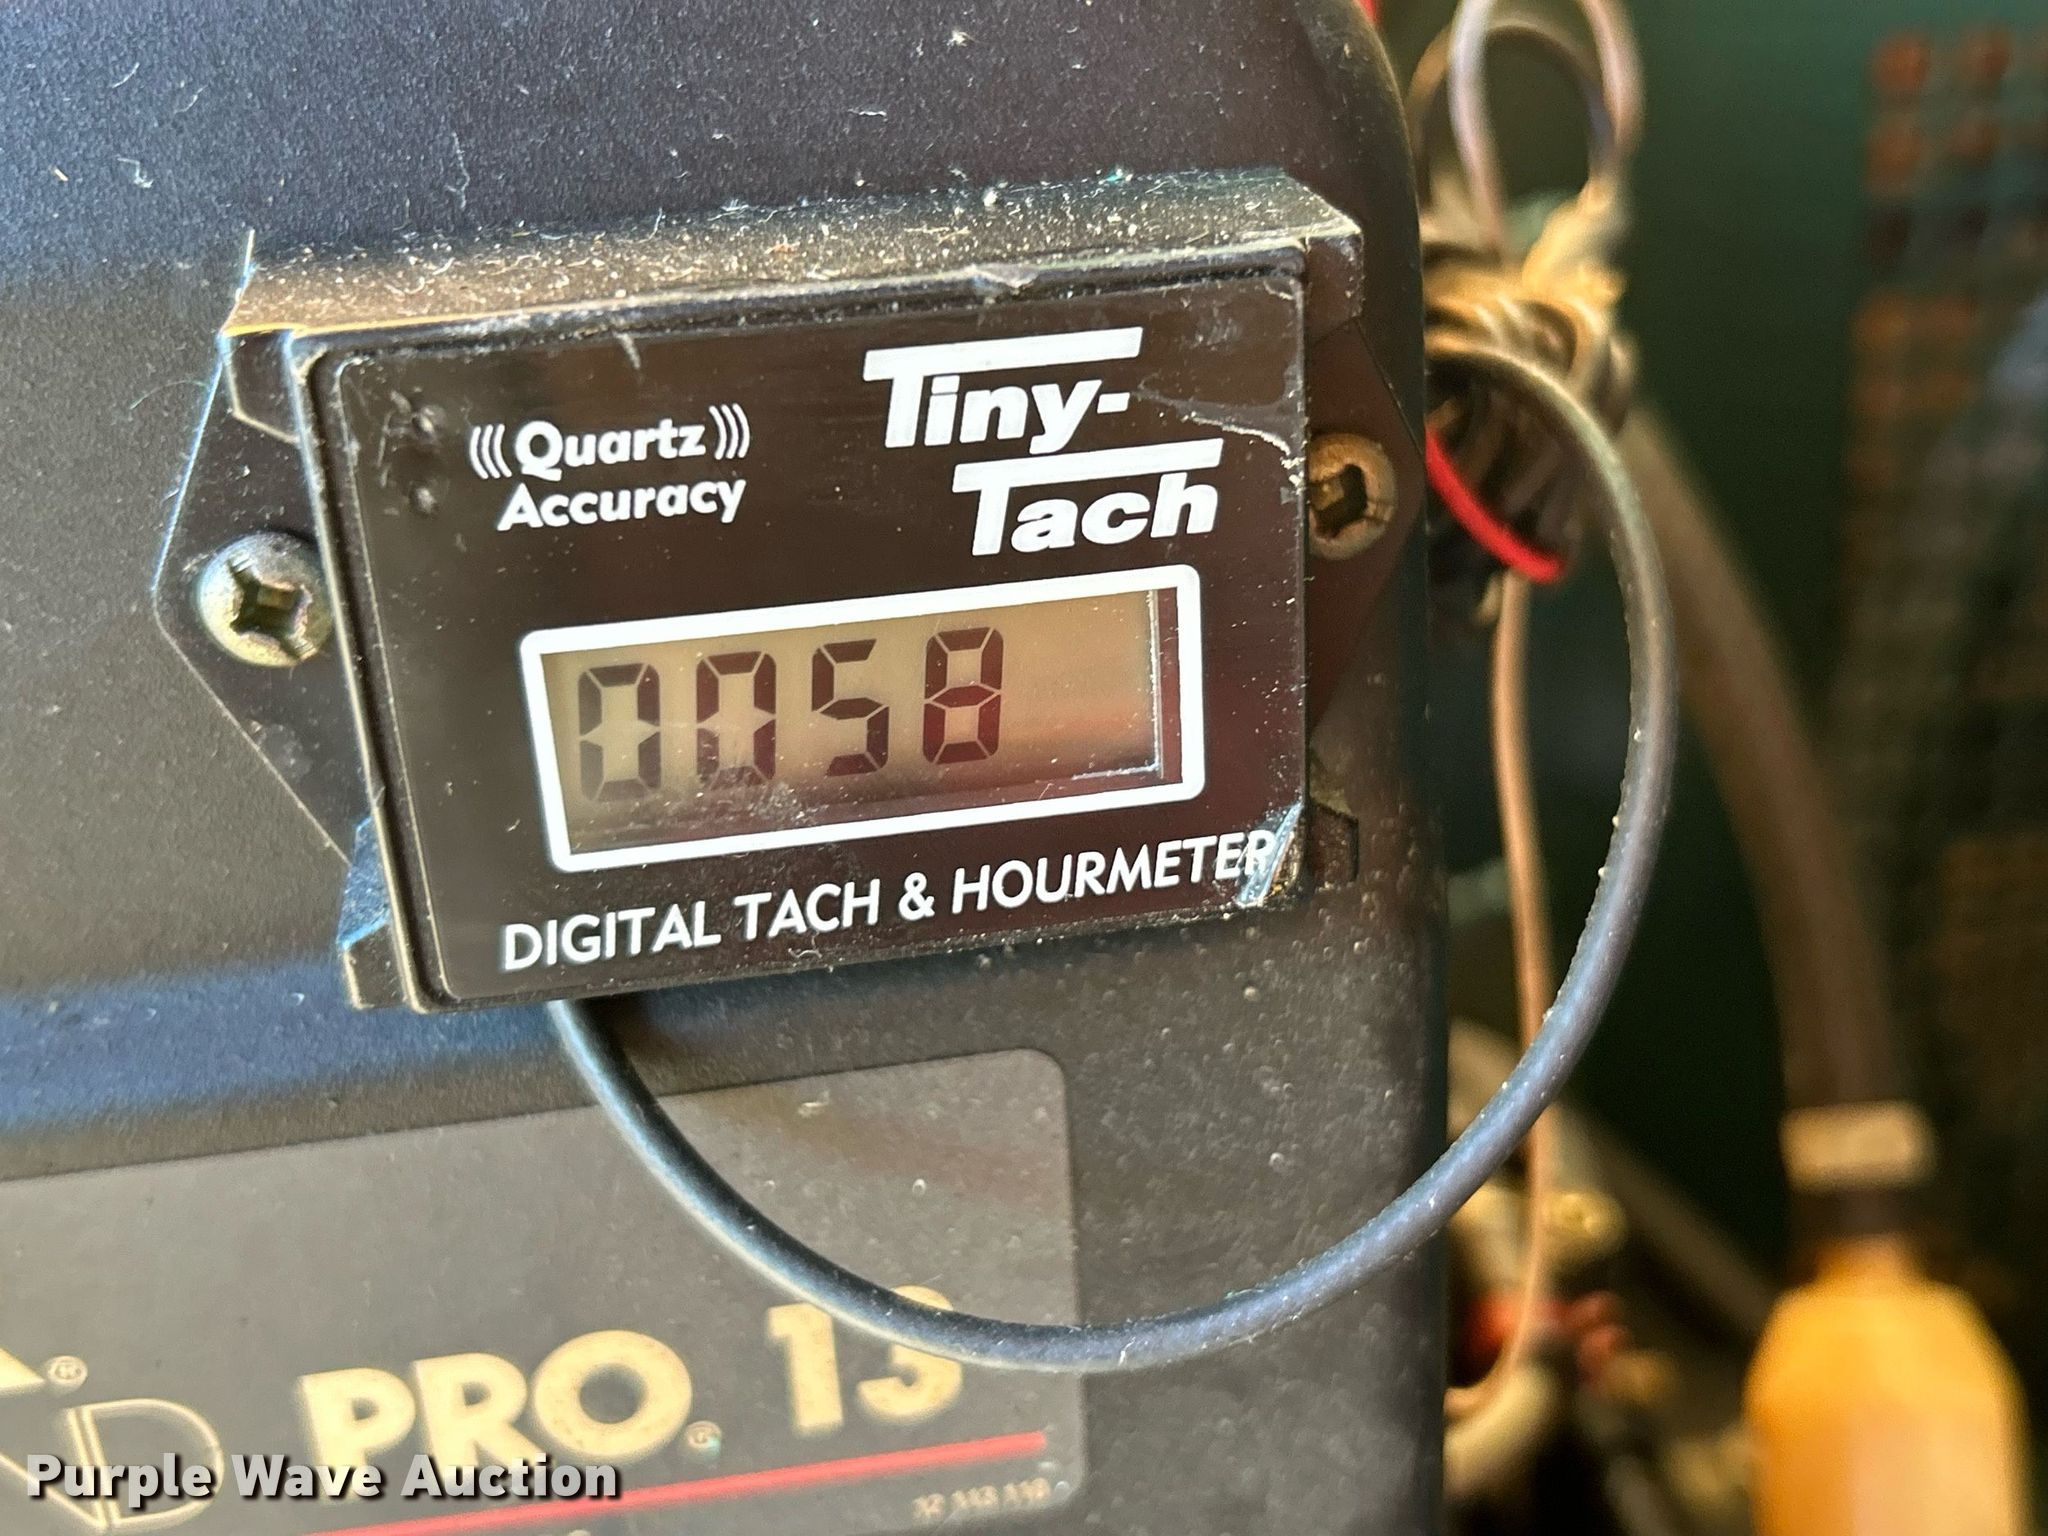 (((Quartz)))
Accuracy
Tiny-
Tach
0058
DIGITAL TACH & HOURMETER
PRO. 13
®
Purple Wave Auction